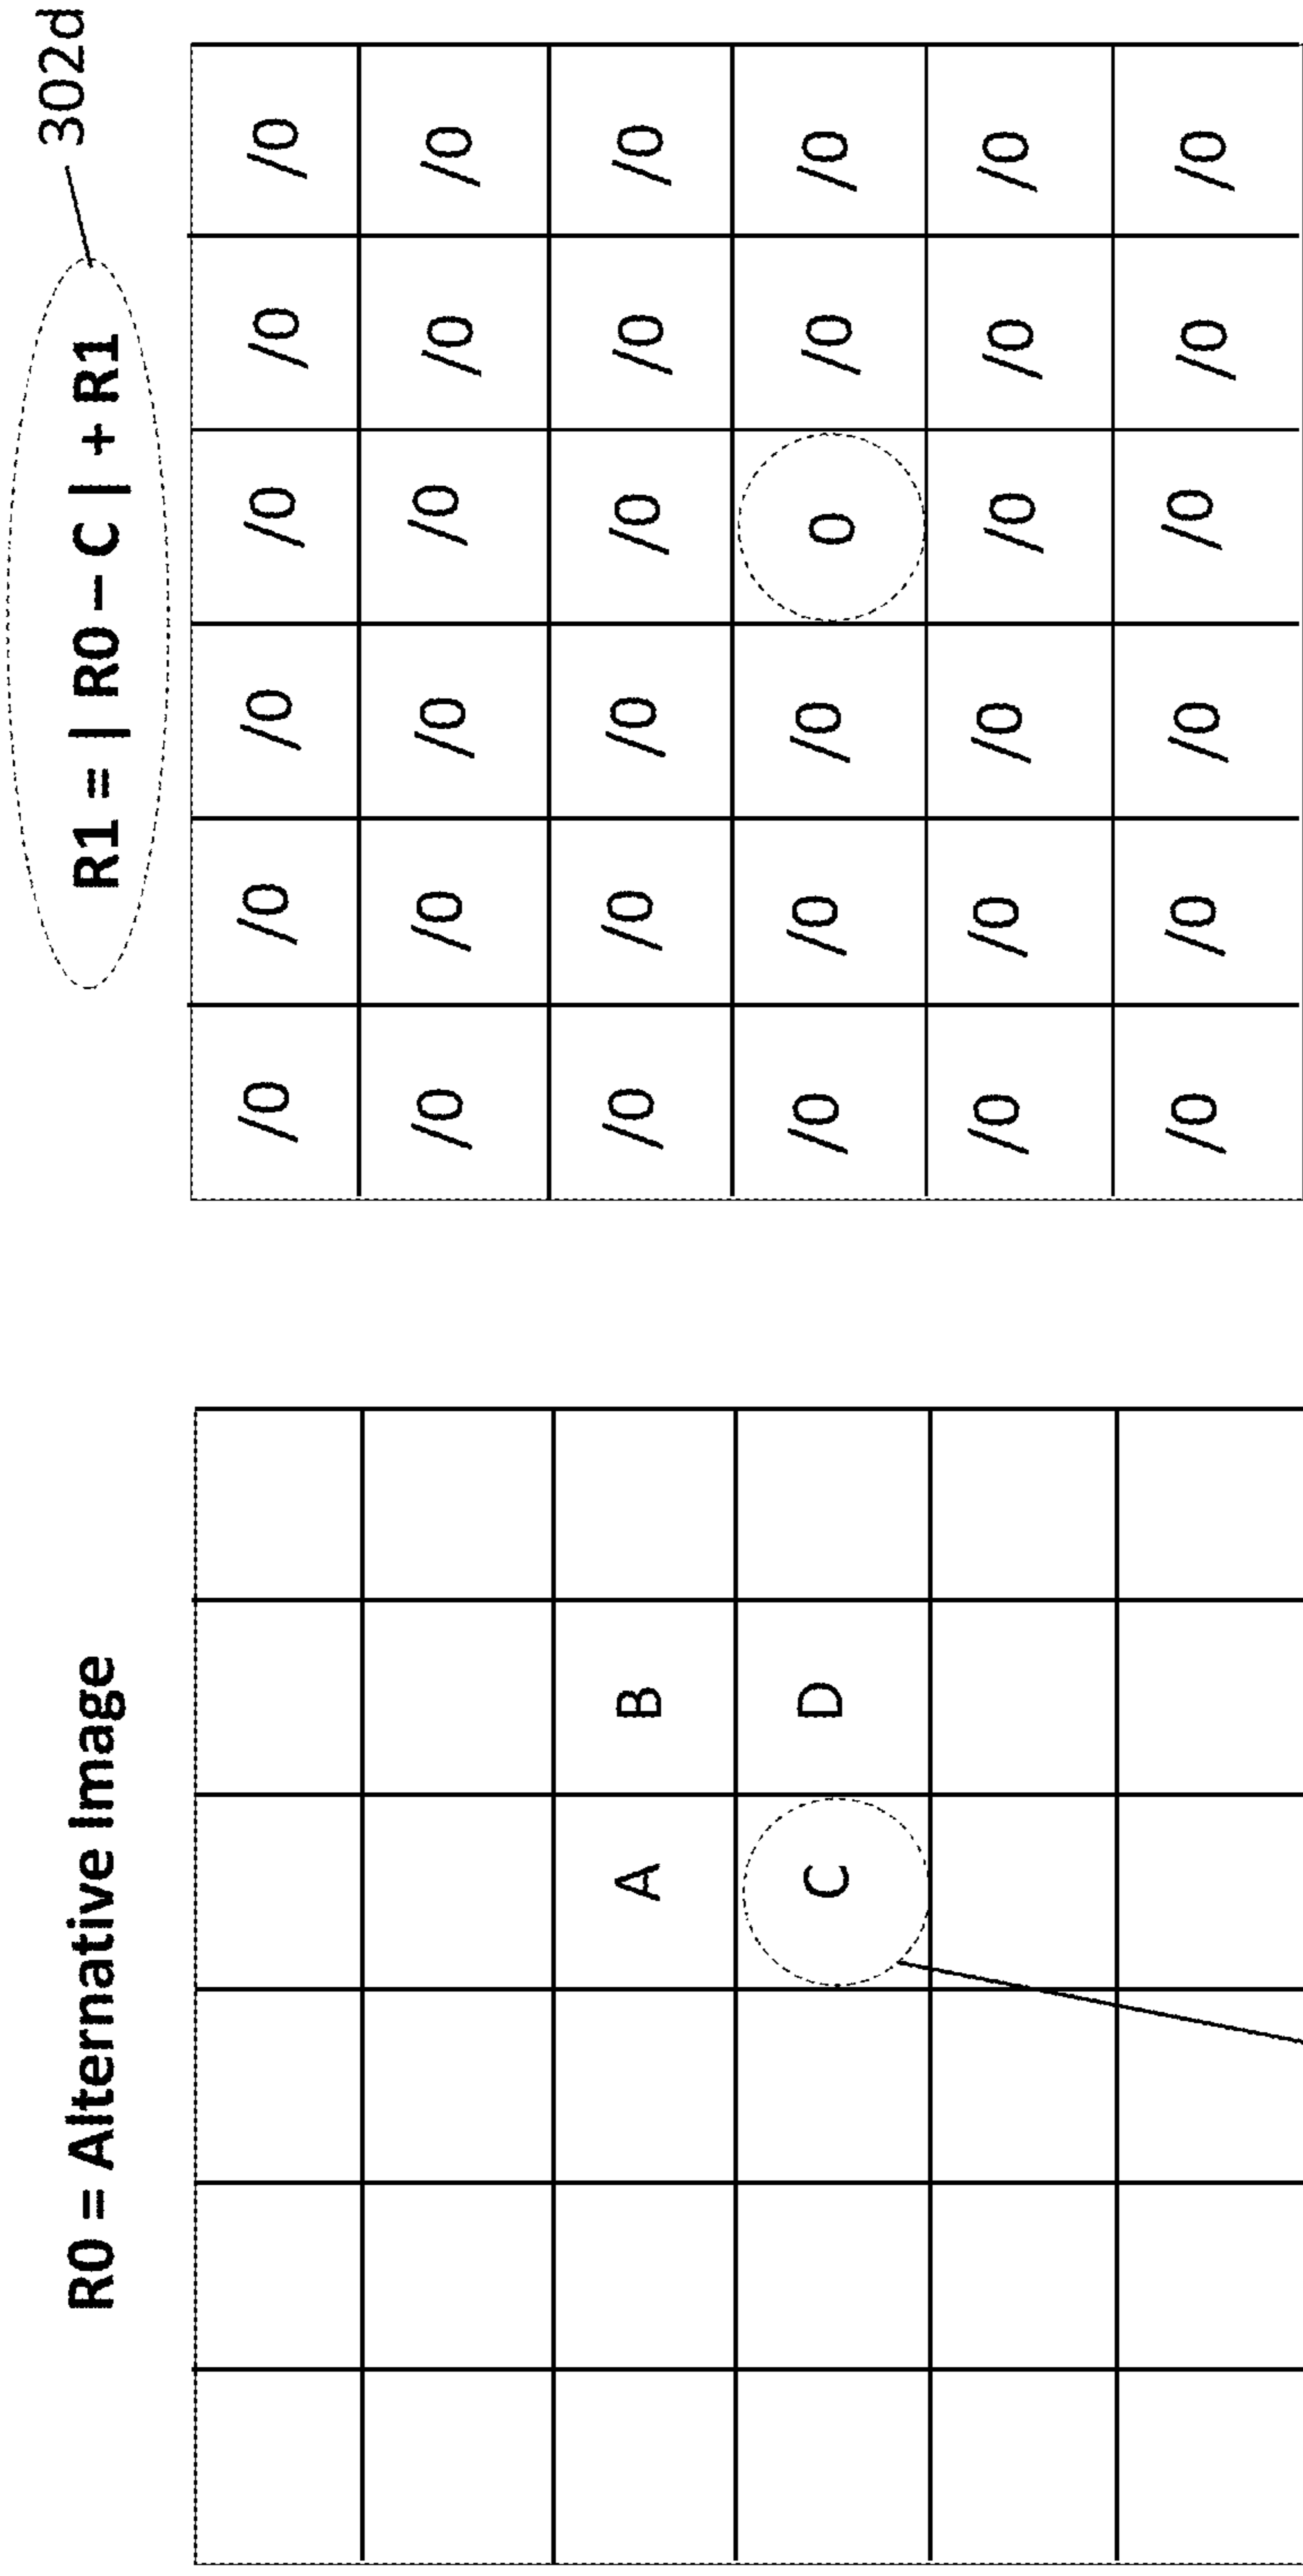 302d
R0 = Alternative Image
R1 = | R0 – C | + R1
A B
C D
/0 /0 /0 /0 /0 /0
/0 /0 /0 /0 /0 /0
/0 /0 /0 /0 /0 /0
/0 /0 /0 0 /0 /0
/0 /0 /0 /0 /0 /0
/0 /0 /0 /0 /0 /0